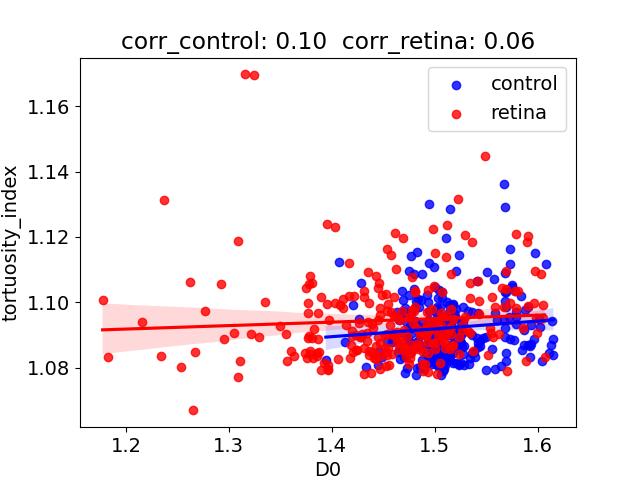 corr_control: 0.10  corr_retina: 0.06
control
retina
tortuosity_index
1.16
1.14
1.12
1.10
1.08
1.2
1.3
1.4
1.5
1.6
D0